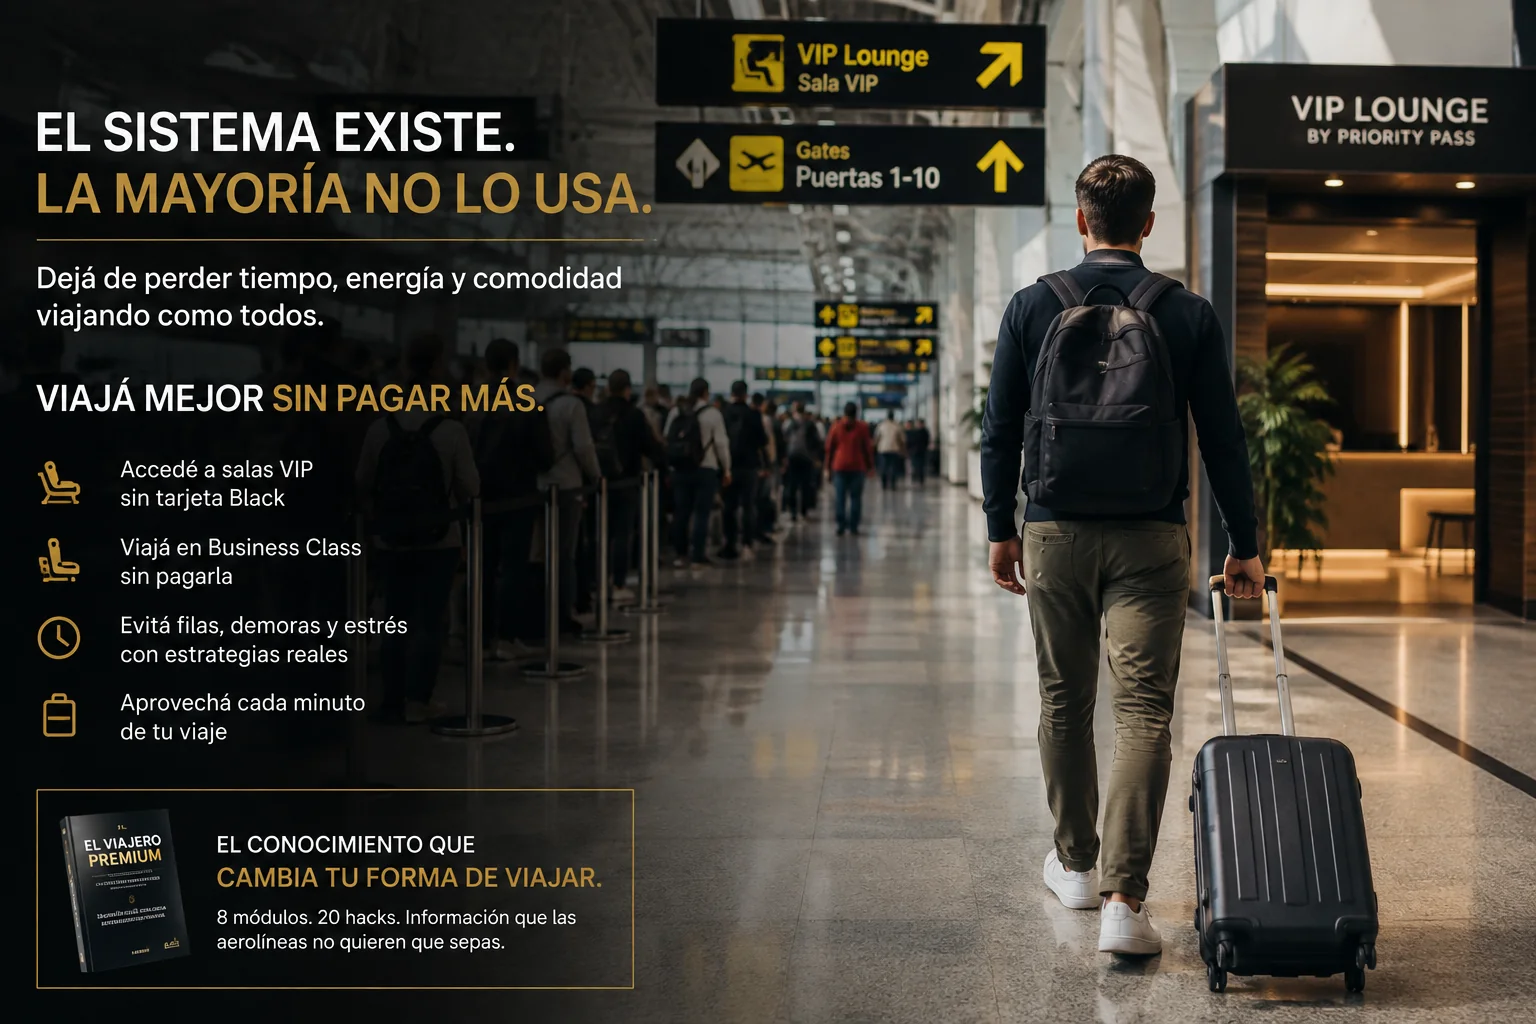 EL SISTEMA EXISTE.
LA MAYORÍA NO LO USA.
Dejá de perder tiempo, energía y comodidad
viajando como todos.
VIAJÁ MEJOR SIN PAGAR MÁS.
Accedé a salas VIP
sin tarjeta Black
Viajá en Business Class
sin pagarla
Evitá filas, demoras y estrés
con estrategias reales
Aprovechá cada minuto
de tu viaje
EL VIAJERO
PREMIUM
EL CONOCIMIENTO QUE
CAMBIA TU FORMA DE VIAJAR.
8 módulos. 20 hacks. Información que las
aerolíneas no quieren que sepas.
VIP Lounge
Sala VIP
Gates
Puertas 1-10
VIP LOUNGE
BY PRIORITY PASS